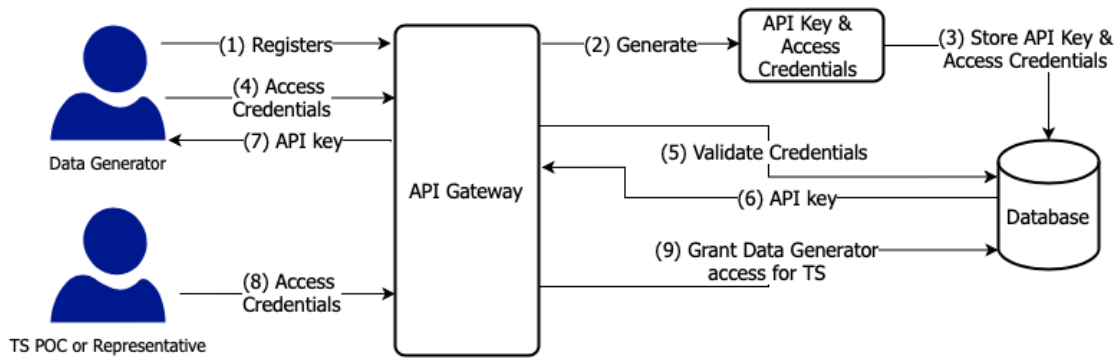 (1) Registers
(2) Generate
API Key &
Access
Credentials
(3) Store API Key &
Access Credentials
(4) Access
Credentials
(7) API key
Data Generator
API Gateway
(5) Validate Credentials
(6) API key
Database
(9) Grant Data Generator
access for TS
(8) Access
Credentials
TS POC or Representative